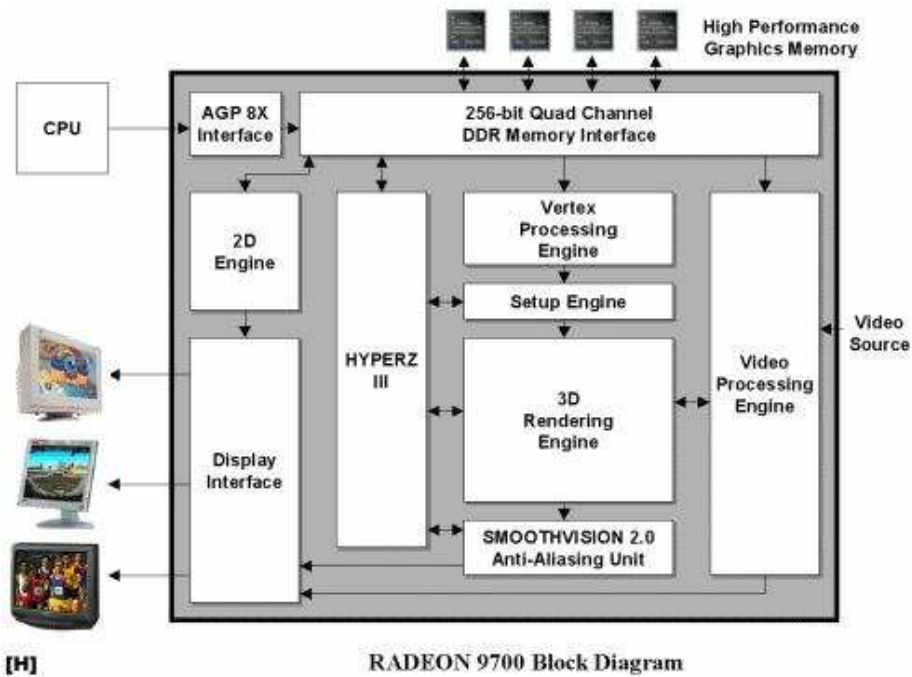 High Performance
Graphics Memory
CPU
AGP 8X
Interface
256-bit Quad Channel
DDR Memory Interface
2D
Engine
HYPERZ
III
Vertex
Processing
Engine
Setup Engine
3D
Rendering
Engine
SMOOTHVISION 2.0
Anti-Aliasing Unit
Video
Processing
Engine
Video
Source
Display
Interface
[H]
RADEON 9700 Block Diagram